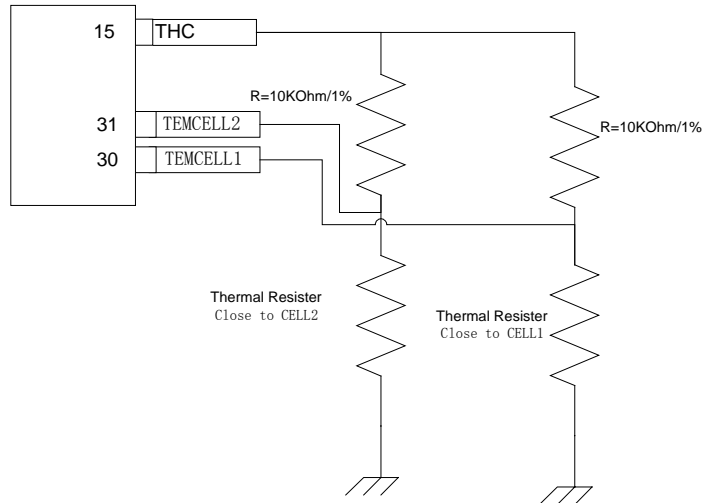 15 THC
R=10KOhm/1%
31 TEMCELL2
R=10KOhm/1%
30 TEMCELL1
Thermal Resister
Close to CELL2
Thermal Resister
Close to CELL1